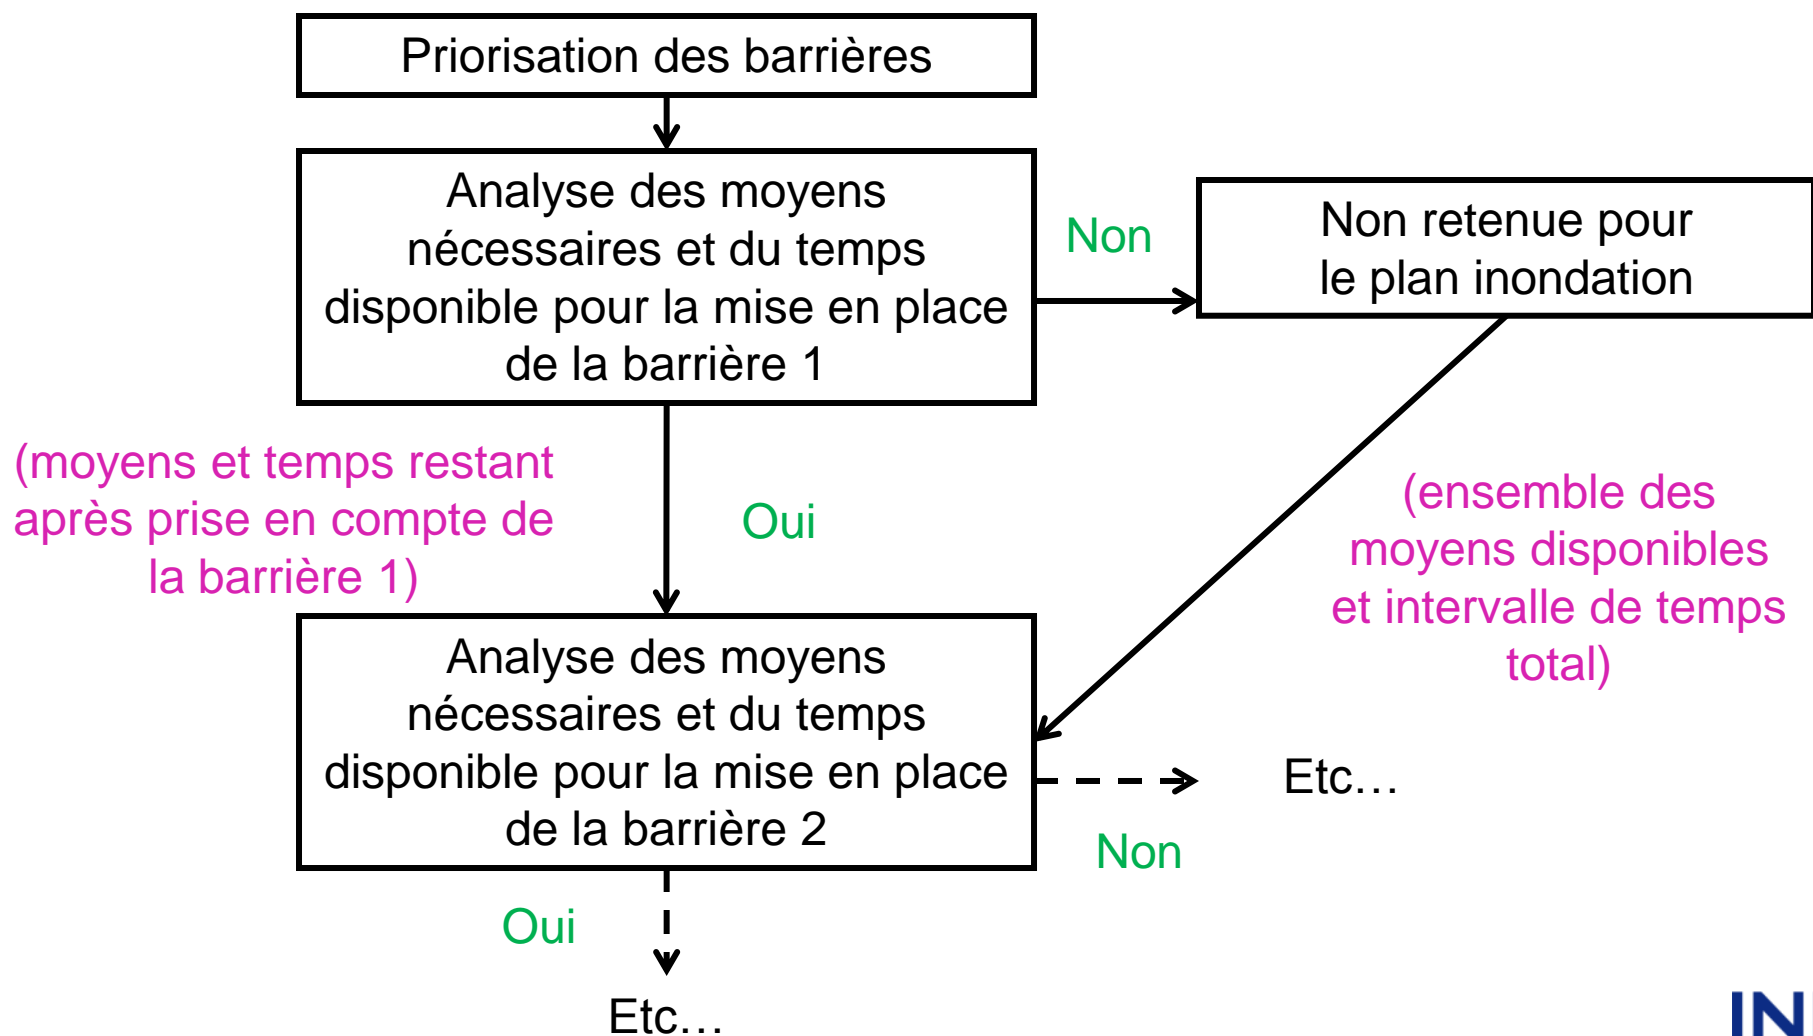 Priorisation des barrières
Analyse des moyens
nécessaires et du temps
disponible pour la mise en place
de la barrière 1
Non
Non retenue pour
le plan inondation
(moyens et temps restant
après prise en compte de
la barrière 1)
Oui
(ensemble des
moyens disponibles
et intervalle de temps
total)
Analyse des moyens
nécessaires et du temps
disponible pour la mise en place
de la barrière 2
Etc…
Non
Oui
Etc…